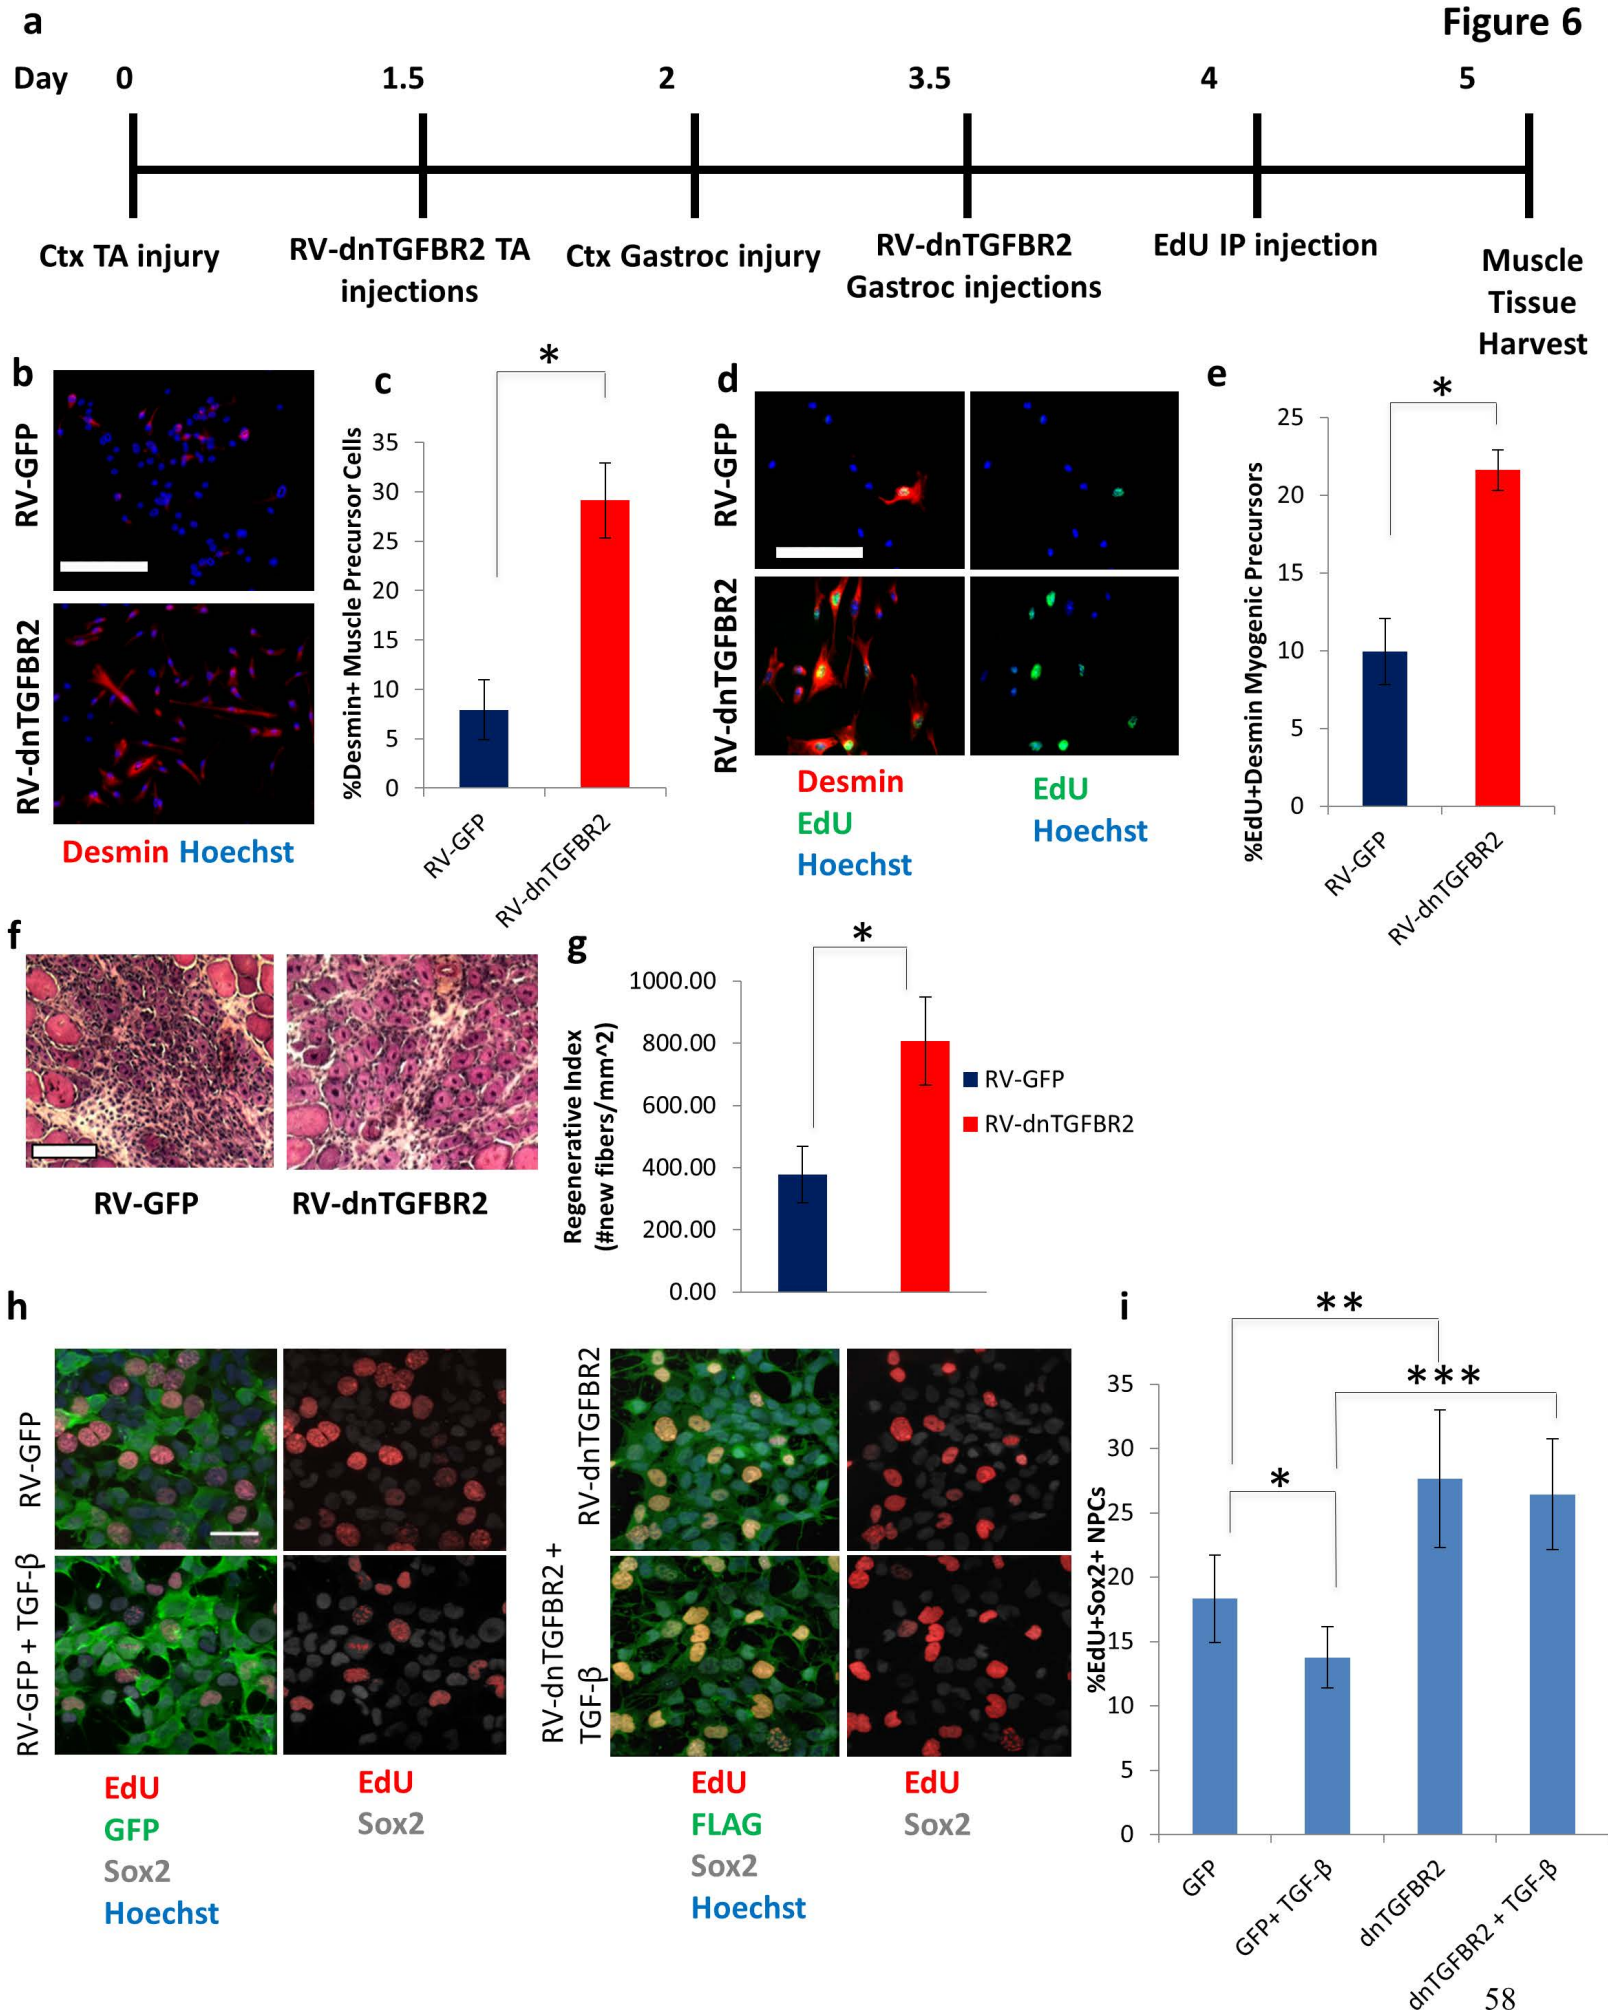 a
Figure 6
Day 0 1.5 2 3.5 4 5
Ctx TA injury
RV-dnTGFBR2 TA
injections
Ctx Gastroc injury
RV-dnTGFBR2
Gastroc injections
EdU IP injection
Muscle
Tissue
Harvest
b
RV-GFP
RV-dnTGFBR2
Desmin Hoechst
c
*
%Desmin+ Muscle Precursor Cells
35
30
25
20
15
10
5
0
RV-GFP
RV-dnTGFBR2
d
RV-GFP
RV-dnTGFBR2
Desmin
EdU
Hoechst
EdU
Hoechst
e
*
%EdU+Desmin Myogenic Precursors
25
20
15
10
5
0
RV-GFP
RV-dnTGFBR2
f
RV-GFP
RV-dnTGFBR2
g
*
Regenerative Index
(#new fibers/mm^2)
1000.00
800.00
600.00
400.00
200.00
0.00
RV-GFP
RV-dnTGFBR2
h
RV-GFP
RV-GFP + TGF-β
EdU
GFP
Sox2
Hoechst
EdU
Sox2
RV-dnTGFBR2
RV-dnTGFBR2 +
TGF-β
EdU
FLAG
Sox2
Hoechst
EdU
Sox2
i
**
***
*
%EdU+Sox2+ NPCs
35
30
25
20
15
10
5
0
GFP
GFP+ TGF-β
dnTGFBR2
dnTGFBR2 + TGF-β
58